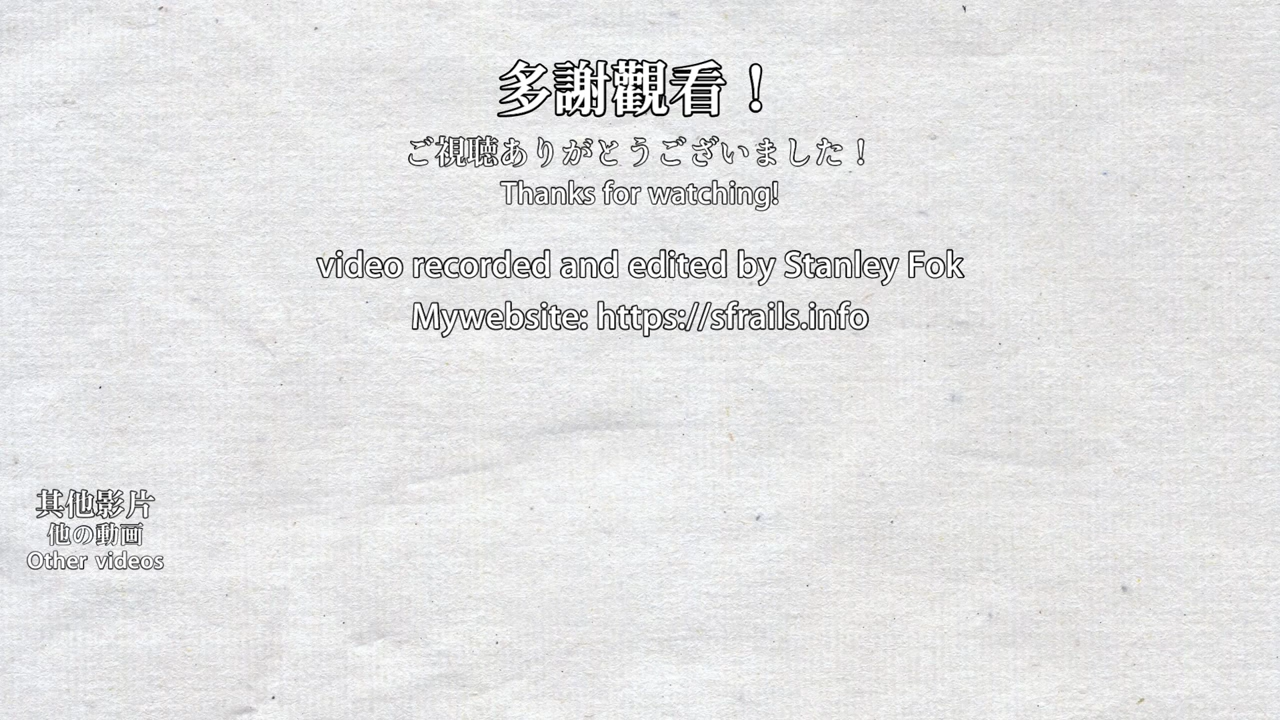 多謝觀看！
ご視聴ありがとうございました！
Thanks for watching!
video recorded and edited by Stanley Fok
Mywebsite: https://sfrails.info
其他影片
他の動画
Other videos